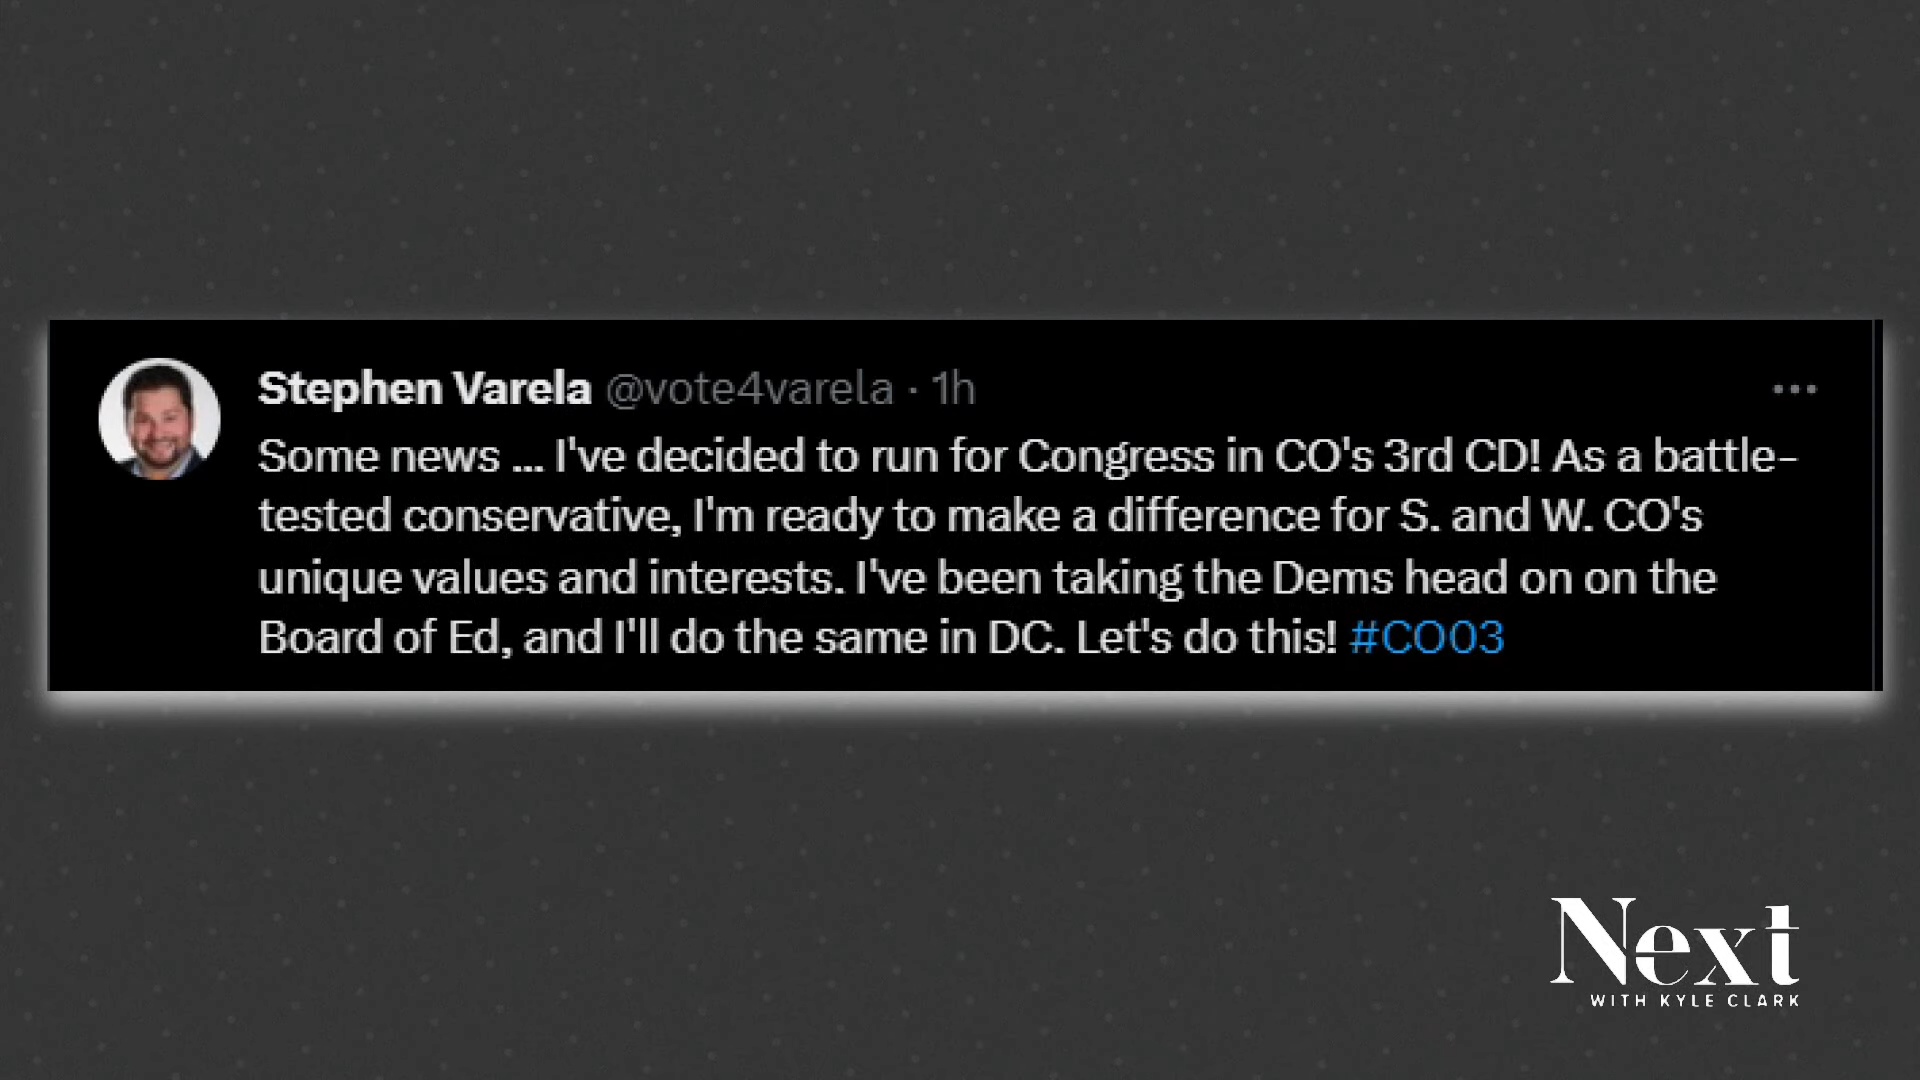 Stephen Varela @vote4varela · 1h
Some news ... I've decided to run for Congress in CO's 3rd CD! As a battle-
tested conservative, I'm ready to make a difference for S. and W. CO's
unique values and interests. I've been taking the Dems head on on the
Board of Ed, and I'll do the same in DC. Let's do this! #CO03
Next
WITH KYLE CLARK